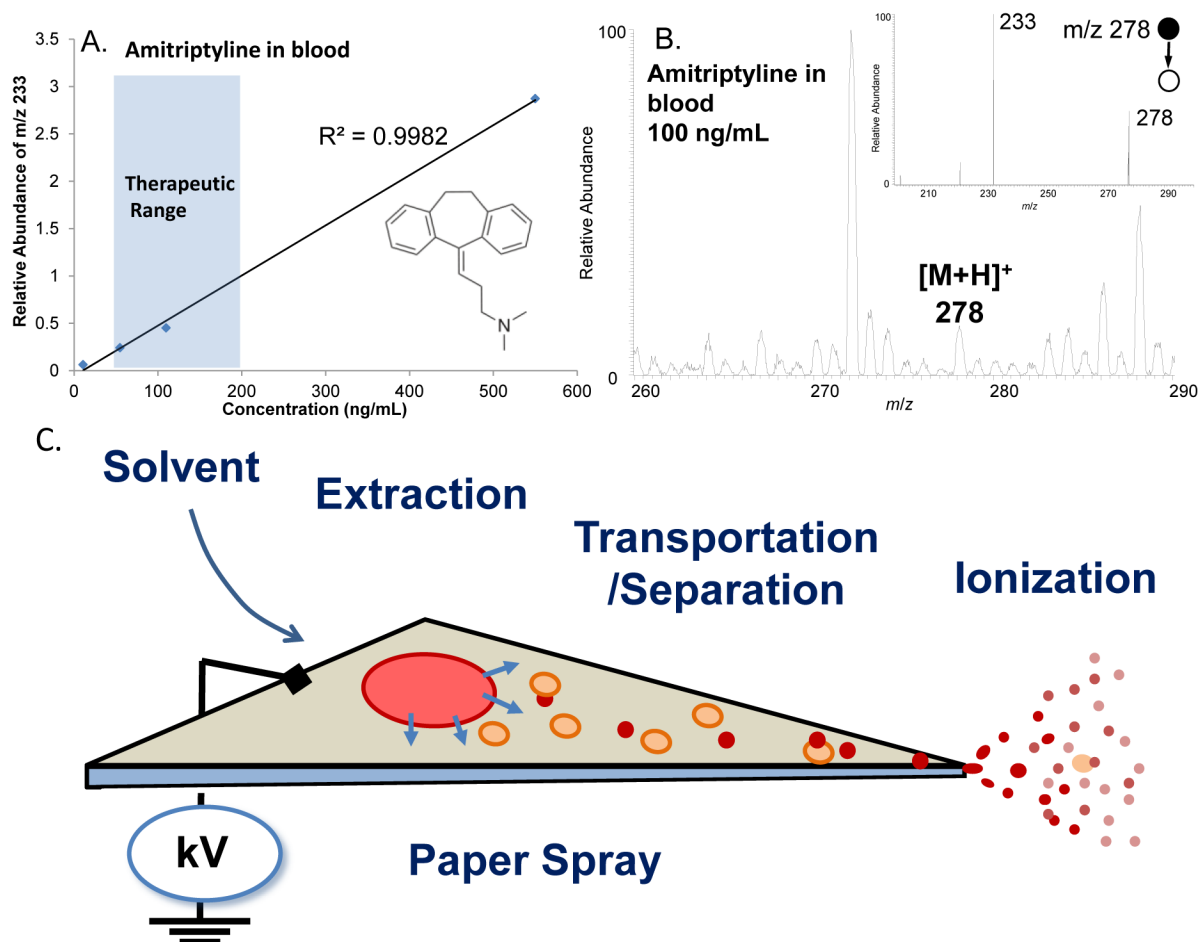 A.
Amitriptyline in blood
R² = 0.9982
Therapeutic
Range
Relative Abundance of m/z 233
3.5
3
2.5
2
1.5
1
0.5
0
0
100
200
300
400
500
600
Concentration (ng/mL)
N
B.
Amitriptyline in
blood
100 ng/mL
Relative Abundance
100
0
[M+H]⁺
278
260
270
280
290
m/z
100
0
Relative Abundance
233
278
m/z 278
210
230
250
270
290
m/z
C.
Solvent
Extraction
Transportation
/Separation
Ionization
kV
Paper Spray